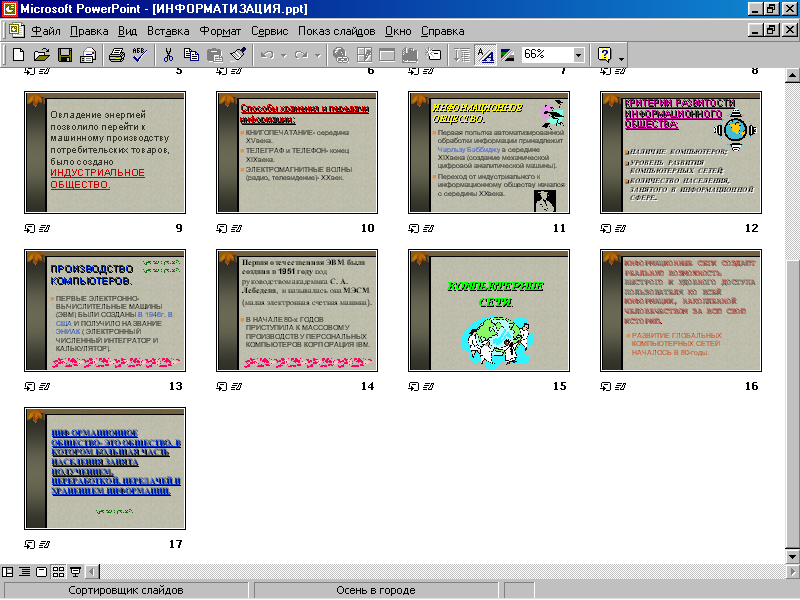 Microsoft PowerPoint - [ИНФОРМАТИЗАЦИЯ.ppt]
Файл Правка Вид Вставка Формат Сервис Показ слайдов Окно Справка
66%
5 6 7 8
Овладение энергией
позволило перейти к
машинному производству
потребительских товаров,
было создано
ИНДУСТРИАЛЬНОЕ
ОБЩЕСТВО.
9
Способы хранения и передачи
информации:
КНИГОПЕЧАТАНИЕ- середина
XVвека.
ТЕЛЕГРАФ и ТЕЛЕФОН- конец
XIXвека.
ЭЛЕКТРОМАГНИТНЫЕ ВОЛНЫ
(радио, телевидение)- XXвек.
10
ИНФОРМАЦИОННОЕ
ОБЩЕСТВО.
Первая попытка автоматизированной
обработки информации принадлежит
Чарльзу Баббиджу в середине
XIXвека (создание механической
цифровой аналитической машины).
Переход от индустриального к
информационному обществу начался
с середины XXвека.
11
КРИТЕРИИ РАЗВИТОСТИ
ИНФОРМАЦИОННОГО
ОБЩЕСТВА:
НАЛИЧИЕ КОМПЬЮТЕРОВ;
УРОВЕНЬ РАЗВИТИЯ
КОМПЬЮТЕРНЫХ СЕТЕЙ;
КОЛИЧЕСТВО НАСЕЛЕНИЯ,
ЗАНЯТОГО В ИНФОРМАЦИОННОЙ
СФЕРЕ.
12
ПРОИЗВОДСТВО
КОМПЬЮТЕРОВ.
ПЕРВЫЕ ЭЛЕКТРОННО-
ВЫЧИСЛИТЕЛЬНЫЕ МАШИНЫ
(ЭВМ) БЫЛИ СОЗДАНЫ В 1946г. В
США И ПОЛУЧИЛО НАЗВАНИЕ
ЭНИАК ( ЭЛЕКТРОННЫЙ
ЧИСЛЕННЫЙ ИНТЕГРАТОР И
КАЛЬКУЛЯТОР).
13
Первая отечественная ЭВМ была
создана в 1951 году под
руководством академика С. А.
Лебедева, и называлась она МЭСМ
(малая электронная счетная машина).
В НАЧАЛЕ 80-х ГОДОВ
ПРИСТУПИЛА К МАССОВОМУ
ПРОИЗВОДСТВУ ПЕРСОНАЛЬНЫХ
КОМПЬЮТЕРОВ КОРПОРАЦИЯ IBM.
14
КОМПЬЮТЕРНЫЕ
СЕТИ.
15
ИНФОРМАЦИОННЫЕ СЕТИ СОЗДАЮТ
РЕАЛЬНУЮ ВОЗМОЖНОСТЬ
БЫСТРОГО И УДОБНОГО ДОСТУПА
ПОЛЬЗОВАТЕЛЯ КО ВСЕЙ
ИНФОРМАЦИИ, НАКОПЛЕННОЙ
ЧЕЛОВЕЧЕСТВОМ ЗА ВСЮ СВОЮ
ИСТОРИЮ.
РАЗВИТИЕ ГЛОБАЛЬНЫХ
КОМПЬЮТЕРНЫХ СЕТЕЙ
НАЧАЛОСЬ В 80-годы.
16
ИНФОРМАЦИОННОЕ
ОБЩЕСТВО- ЭТО ОБЩЕСТВО, В
КОТОРОМ БОЛЬШАЯ ЧАСТЬ
НАСЕЛЕНИЯ ЗАНЯТА
ПОЛУЧЕНИЕМ,
ПЕРЕРАБОТКОЙ, ПЕРЕДАЧЕЙ И
ХРАНЕНИЕМ ИНФОРМАЦИИ.
17
Сортировщик слайдов
Осень в городе